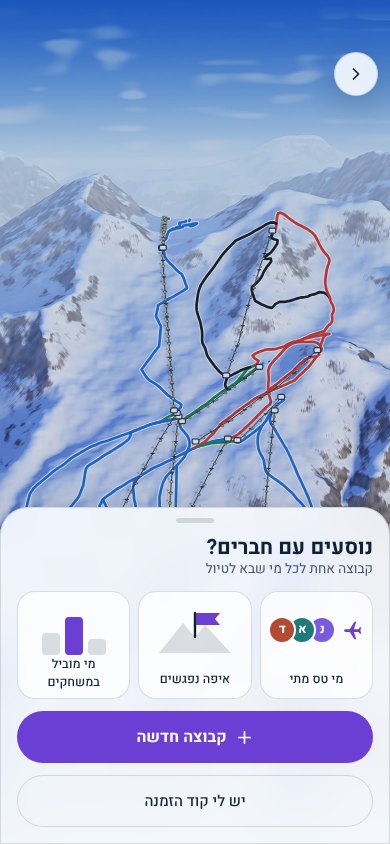 נוסעים עם חברים?
קבוצה אחת לכל מי שבא לטיול
נ
א
ד
מי טס מתי
איפה נפגשים
מי מוביל
במשחקים
קבוצה חדשה
יש לי קוד הזמנה